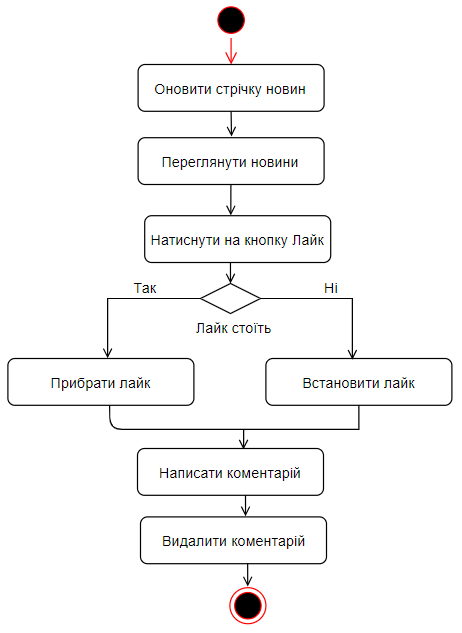 Оновити стрічку новин
Переглянути новини
Натиснути на кнопку Лайк
Так
Ні
Лайк стоїть
Прибрати лайк
Встановити лайк
Написати коментарій
Видалити коментарій